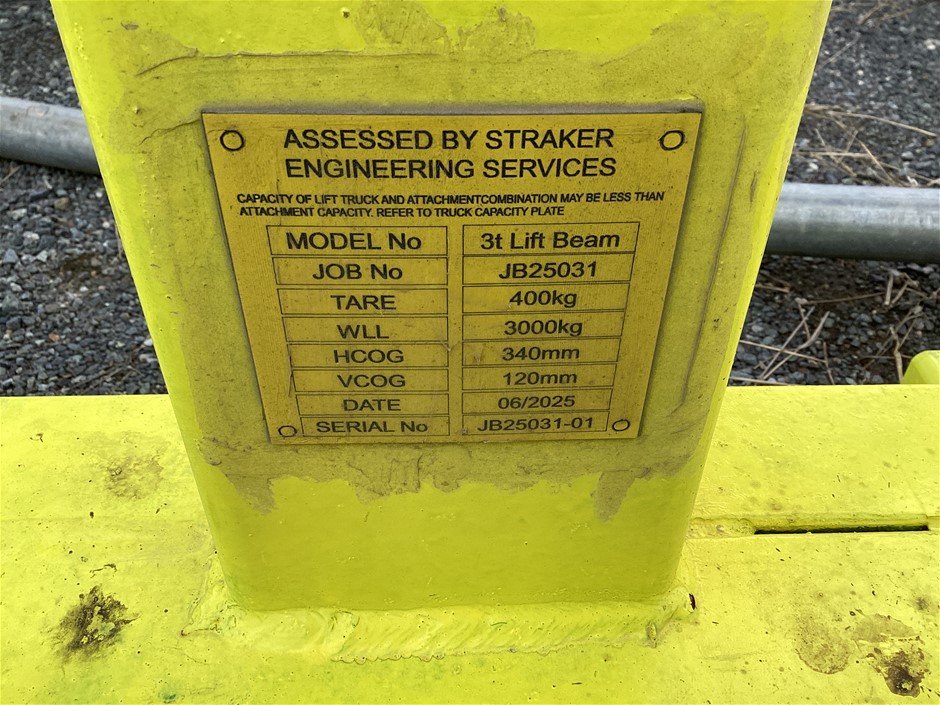 ASSESSED BY STRAKER
ENGINEERING SERVICES
CAPACITY OF LIFT TRUCK AND ATTACHMENTCOMBINATION MAY BE LESS THAN
ATTACHMENT CAPACITY. REFER TO TRUCK CAPACITY PLATE
MODEL No 3t Lift Beam
JOB No JB25031
TARE 400kg
WLL 3000kg
HCOG 340mm
VCOG 120mm
DATE 06/2025
SERIAL No JB25031-01